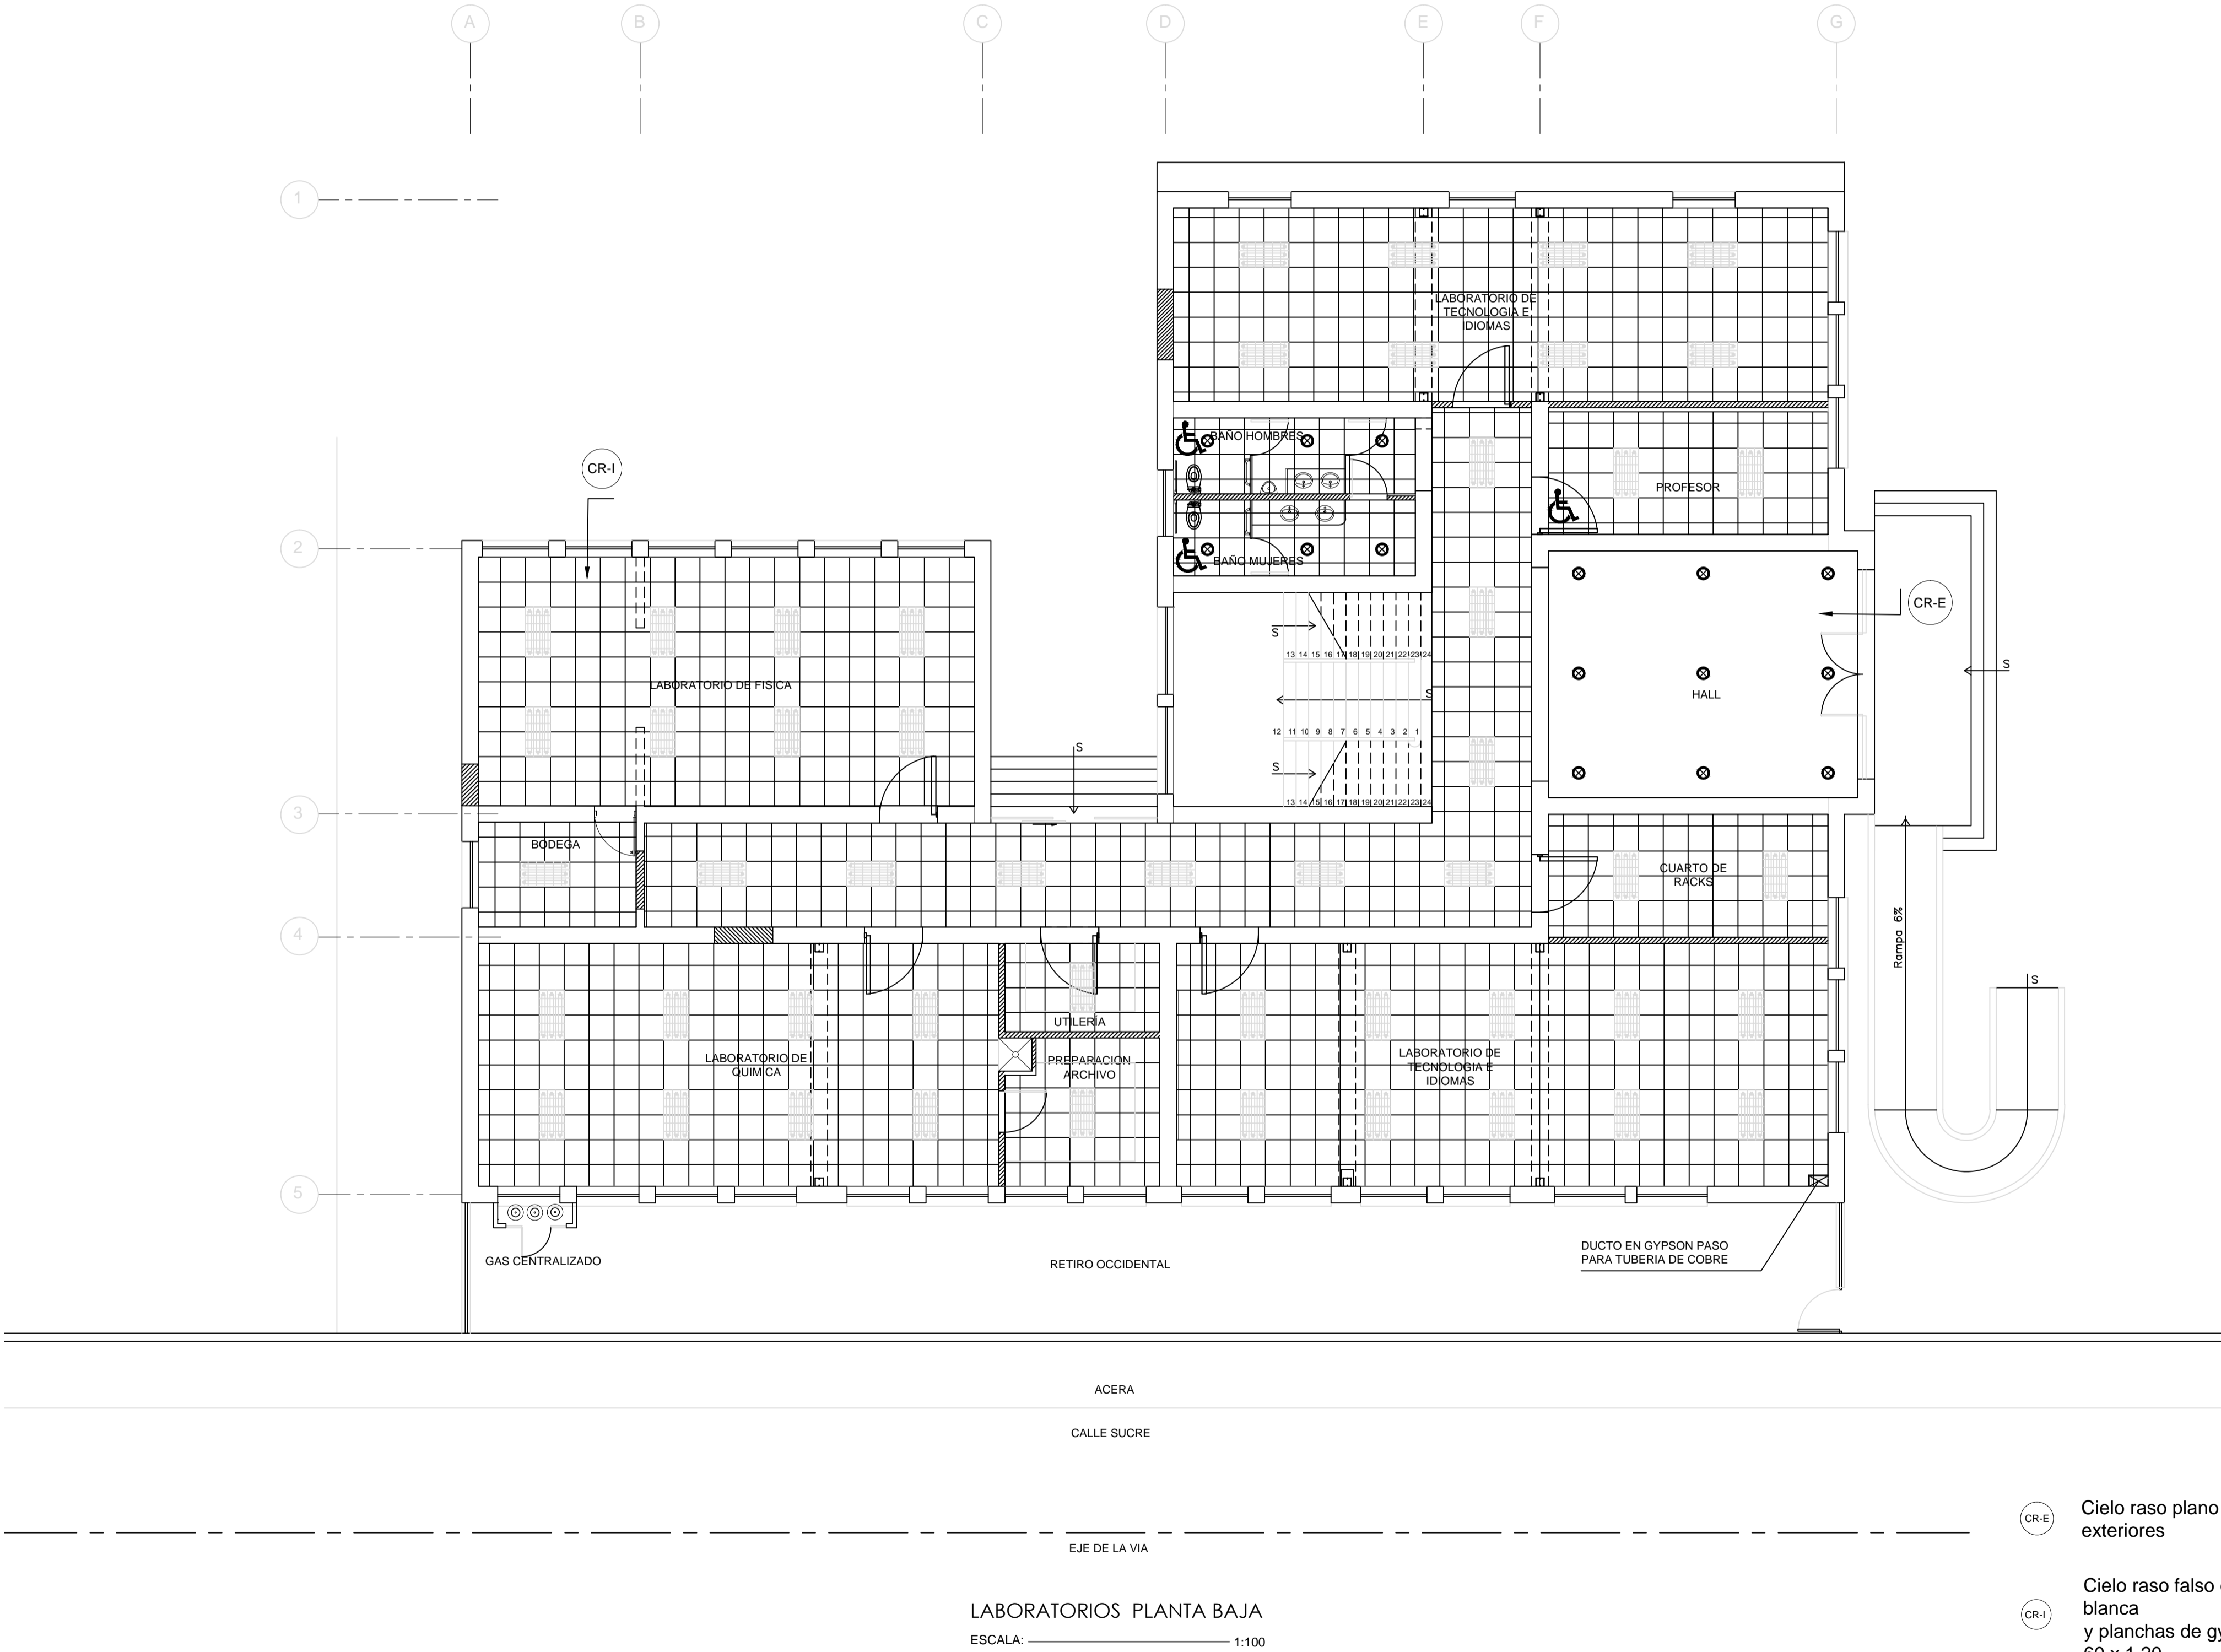 A B C D E F G
1
LABORATORIO DE
TECNOLOGIA E
IDIOMAS
BAÑO HOMBRES
CR-I
PROFESOR
2
BAÑO MUJERES
CR-E
S
13 14 15 16 17 18 19 20 21 22 23 24
S
LABORATORIO DE FISICA
HALL
S
12 11 10 9 8 7 6 5 4 3 2 1
S
S
13 14 15 16 17 18 19 20 21 22 23 24
3
BODEGA
CUARTO DE
RACKS
4
Rampa 6%
S
UTILERÍA
LABORATORIO DE
QUIMICA
PREPARACION
ARCHIVO
LABORATORIO DE
TECNOLOGIA E
IDIOMAS
5
GAS CENTRALIZADO
RETIRO OCCIDENTAL
DUCTO EN GYPSON PASO
PARA TUBERIA DE COBRE
ACERA
CALLE SUCRE
EJE DE LA VIA
CR-E
Cielo raso plano
exteriores
CR-I
Cielo raso falso
blanca
y planchas de
60 x 1.20
LABORATORIOS PLANTA BAJA
ESCALA: 1:100